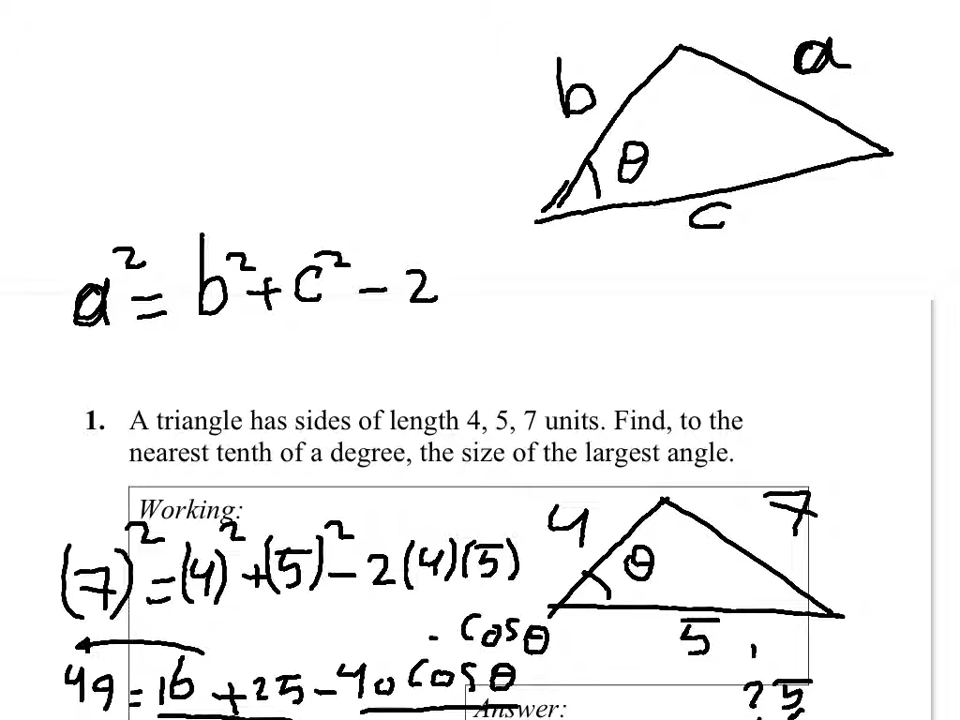 a
b
θ
c
a² = b² + c² - 2
1. A triangle has sides of length 4, 5, 7 units. Find, to the
nearest tenth of a degree, the size of the largest angle.
Working:
4
7
θ
5
(7)² = (4)² + (5)² - 2(4)(5)
· cosθ
49 = 16 + 25 - 40 cosθ
Answer: